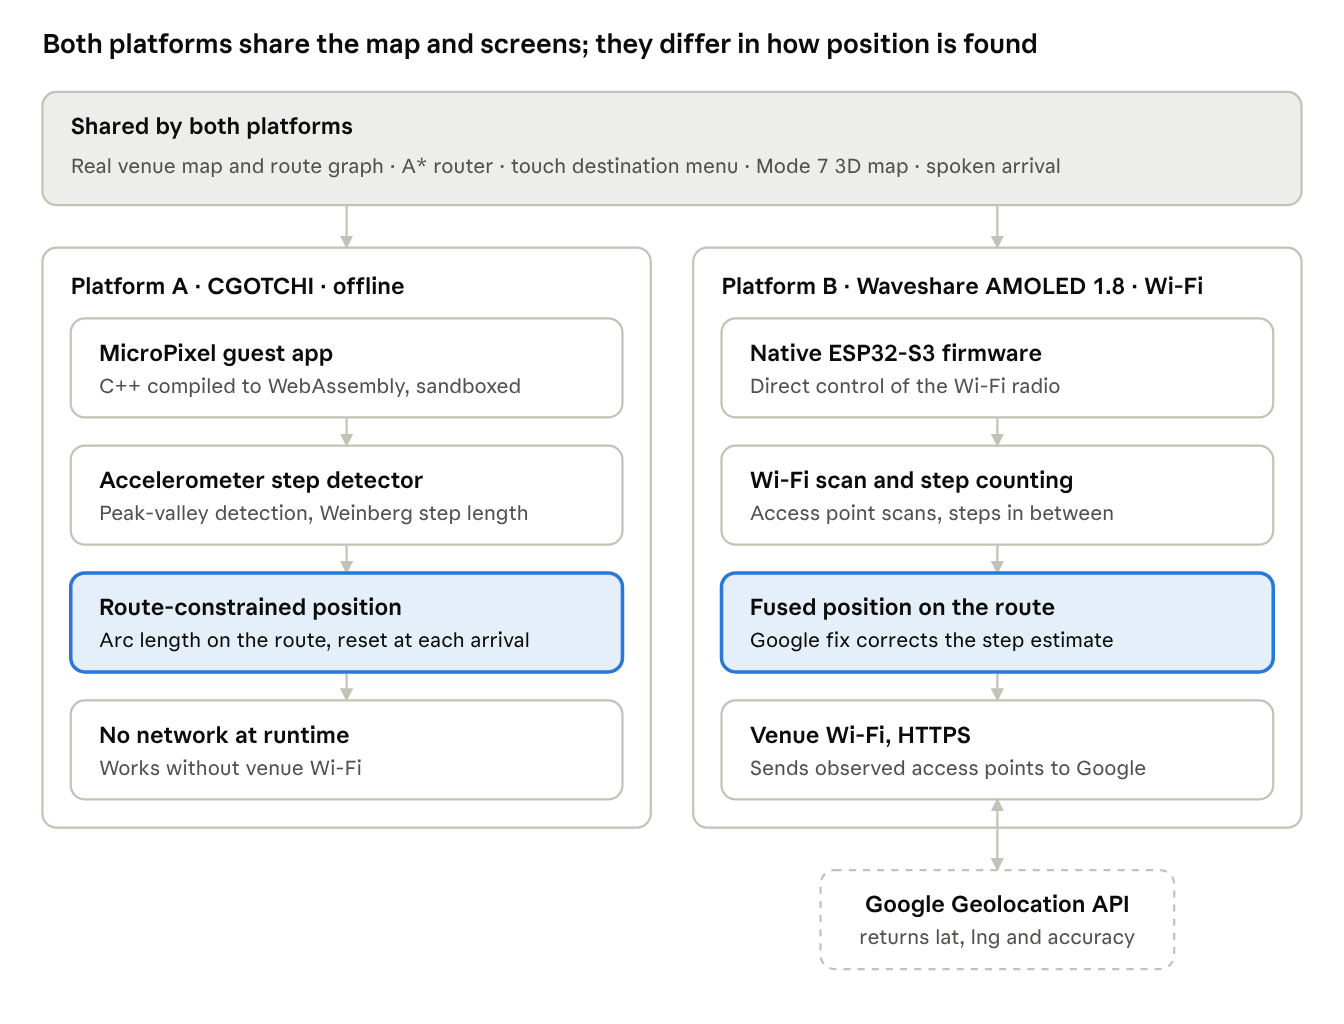 Both platforms share the map and screens; they differ in how position is found
Shared by both platforms
Real venue map and route graph · A* router · touch destination menu · Mode 7 3D map · spoken arrival
Platform A · CGOTCHI · offline
MicroPixel guest app
C++ compiled to WebAssembly, sandboxed
Accelerometer step detector
Peak-valley detection, Weinberg step length
Route-constrained position
Arc length on the route, reset at each arrival
No network at runtime
Works without venue Wi-Fi
Platform B · Waveshare AMOLED 1.8 · Wi-Fi
Native ESP32-S3 firmware
Direct control of the Wi-Fi radio
Wi-Fi scan and step counting
Access point scans, steps in between
Fused position on the route
Google fix corrects the step estimate
Venue Wi-Fi, HTTPS
Sends observed access points to Google
Google Geolocation API
returns lat, lng and accuracy